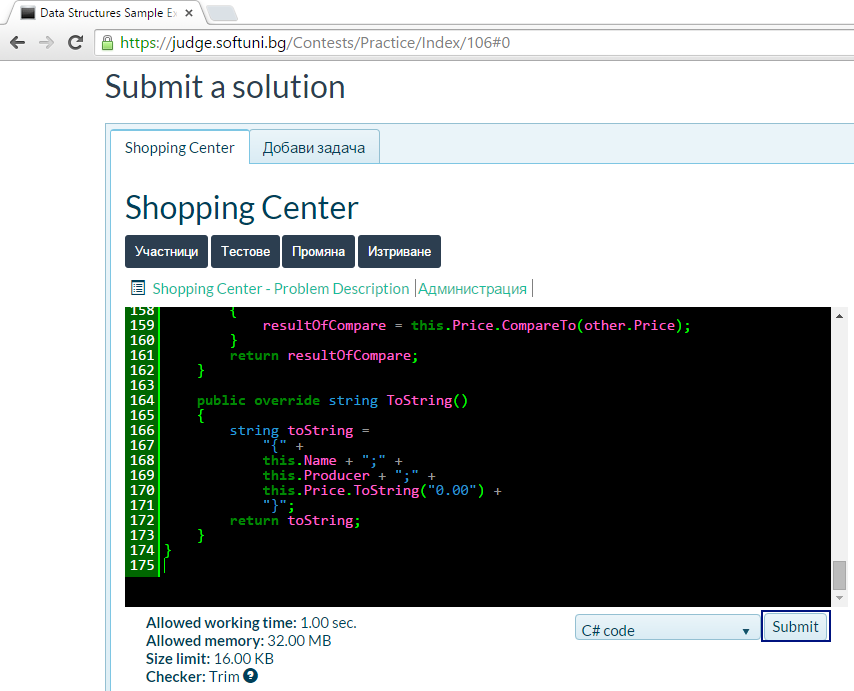 Data Structures Sample Ex
https://judge.softuni.bg/Contests/Practice/Index/106#0
Submit a solution
Shopping Center
Добави задача
Shopping Center
Участници
Тестове
Промяна
Изтриване
Shopping Center - Problem Description
Администрация
158 {
159 resultOfCompare = this.Price.CompareTo(other.Price);
160 }
161 return resultOfCompare;
162 }
163
164 public override string ToString()
165 {
166 string toString =
167 "{" +
168 this.Name + ";" +
169 this.Producer + ";" +
170 this.Price.ToString("0.00") +
171 "}";
172 return toString;
173 }
174 }
175
Allowed working time: 1.00 sec.
Allowed memory: 32.00 MB
Size limit: 16.00 KB
Checker: Trim ?
C# code
Submit